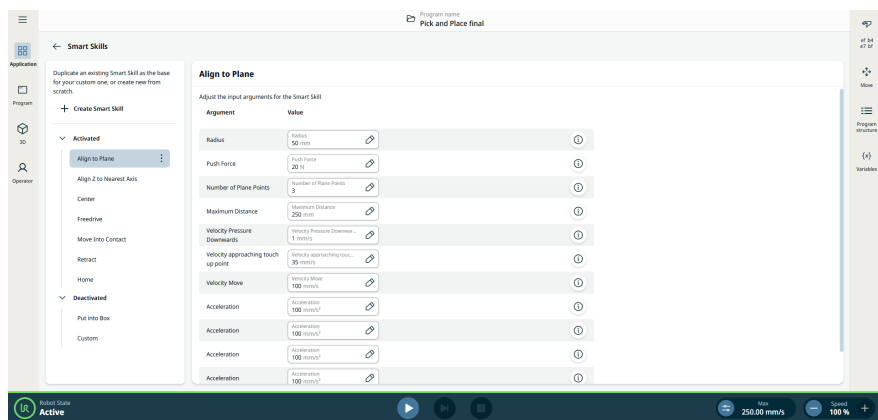 Program name
Pick and Place final
Application
Program
3D
Operator
Smart Skills
Duplicate an existing Smart Skill as the base
for your custom one, or create new from
scratch.
Create Smart Skill
Activated
Align to Plane
Align Z to Nearest Axis
Center
Freedrive
Move Into Contact
Retract
Home
Deactivated
Put into Box
Custom
Align to Plane
Adjust the input arguments for the Smart Skill
Argument Value
Radius
Radius
50 mm
Push Force
Push Force
20 N
Number of Plane Points
Number of Plane Points
3
Maximum Distance
Maximum Distance
250 mm
Velocity Pressure
Downwards
Velocity Pressure Downwar...
1 mm/s
Velocity approaching touch
up point
Velocity approaching touc...
35 mm/s
Velocity Move
Velocity Move
100 mm/s
Acceleration
Acceleration
100 mm/s²
Acceleration
Acceleration
100 mm/s²
Acceleration
Acceleration
100 mm/s²
Acceleration
Acceleration
100 mm/s²
ef b4
e7 bf
Move
Program
structure
{x}
Variables
UR
Robot State
Active
Max
250.00 mm/s
Speed
100 %